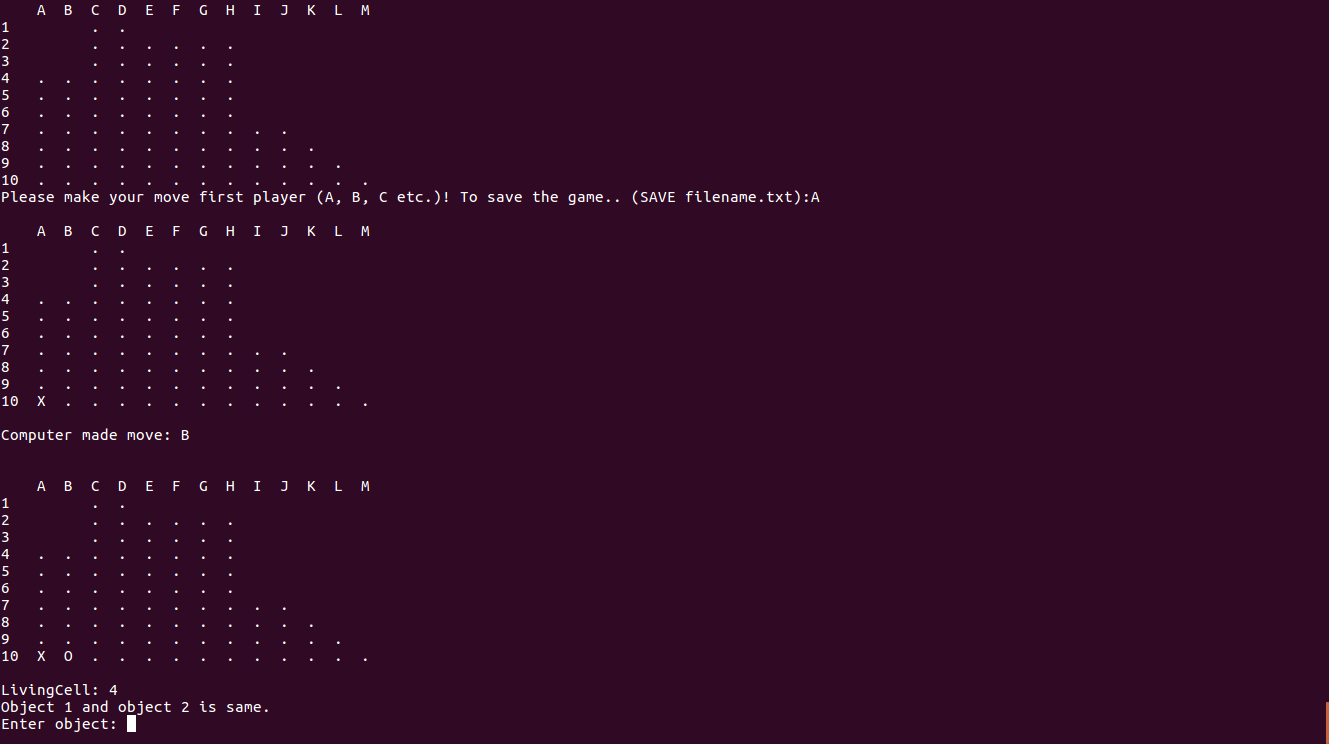 A  B  C  D  E  F  G  H  I  J  K  L  M
1         .  .
2         .  .  .  .  .  .
3         .  .  .  .  .  .
4   .  .  .  .  .  .  .  .
5   .  .  .  .  .  .  .  .
6   .  .  .  .  .  .  .  .
7   .  .  .  .  .  .  .  .  .  .
8   .  .  .  .  .  .  .  .  .  .  .
9   .  .  .  .  .  .  .  .  .  .  .  .
10  .  .  .  .  .  .  .  .  .  .  .  .  .
Please make your move first player (A, B, C etc.)! To save the game.. (SAVE filename.txt):A
    A  B  C  D  E  F  G  H  I  J  K  L  M
1         .  .
2         .  .  .  .  .  .
3         .  .  .  .  .  .
4   .  .  .  .  .  .  .  .
5   .  .  .  .  .  .  .  .
6   .  .  .  .  .  .  .  .
7   .  .  .  .  .  .  .  .  .  .
8   .  .  .  .  .  .  .  .  .  .  .
9   .  .  .  .  .  .  .  .  .  .  .  .
10  X  .  .  .  .  .  .  .  .  .  .  .  .
Computer made move: B
    A  B  C  D  E  F  G  H  I  J  K  L  M
1         .  .
2         .  .  .  .  .  .
3         .  .  .  .  .  .
4   .  .  .  .  .  .  .  .
5   .  .  .  .  .  .  .  .
6   .  .  .  .  .  .  .  .
7   .  .  .  .  .  .  .  .  .  .
8   .  .  .  .  .  .  .  .  .  .  .
9   .  .  .  .  .  .  .  .  .  .  .  .
10  X  O  .  .  .  .  .  .  .  .  .  .  .
LivingCell: 4
Object 1 and object 2 is same.
Enter object: